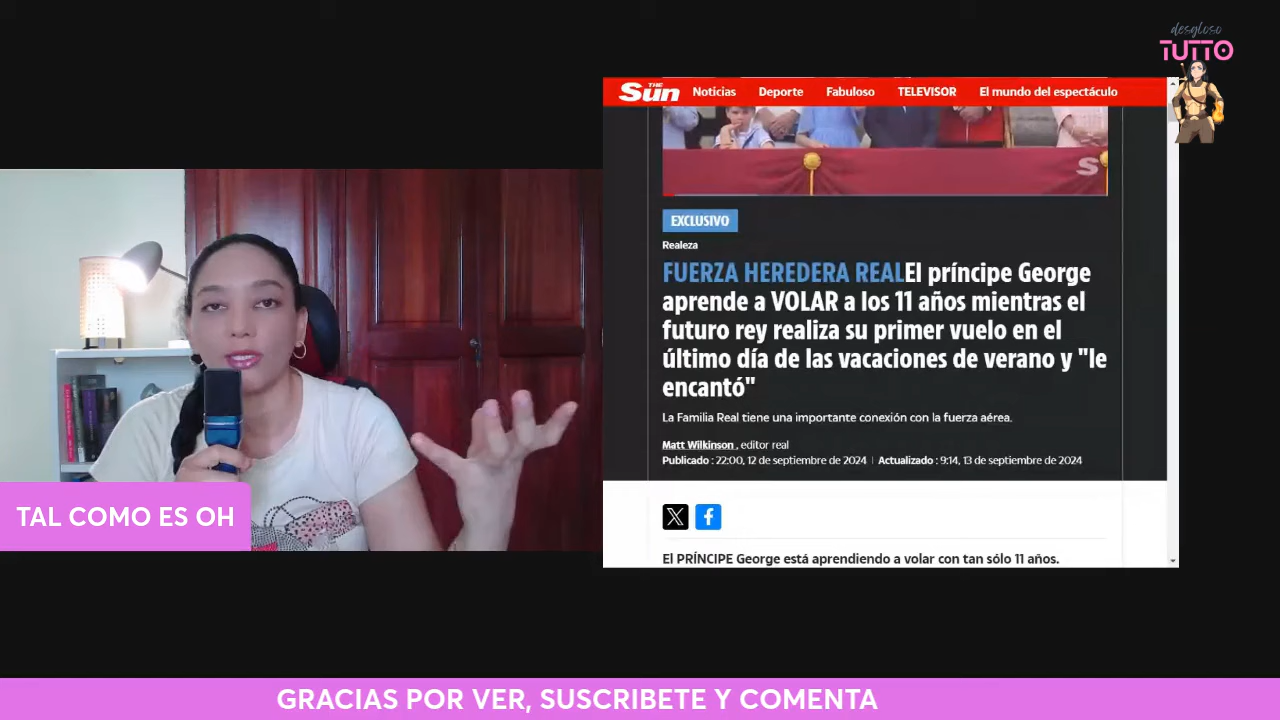 desgloso
TUTTO
THE
Sun
Noticias Deporte Fabuloso TELEVISOR El mundo del espectáculo
S
EXCLUSIVO
Realeza
FUERZA HEREDERA REALEl príncipe George
aprende a VOLAR a los 11 años mientras el
futuro rey realiza su primer vuelo en el
último día de las vacaciones de verano y "le
encantó"
La Familia Real tiene una importante conexión con la fuerza aérea.
Matt Wilkinson , editor real
Publicado : 22:00, 12 de septiembre de 2024 | Actualizado : 9:14, 13 de septiembre de 2024
El PRÍNCIPE George está aprendiendo a volar con tan sólo 11 años.
TAL COMO ES OH
GRACIAS POR VER, SUSCRIBETE Y COMENTA